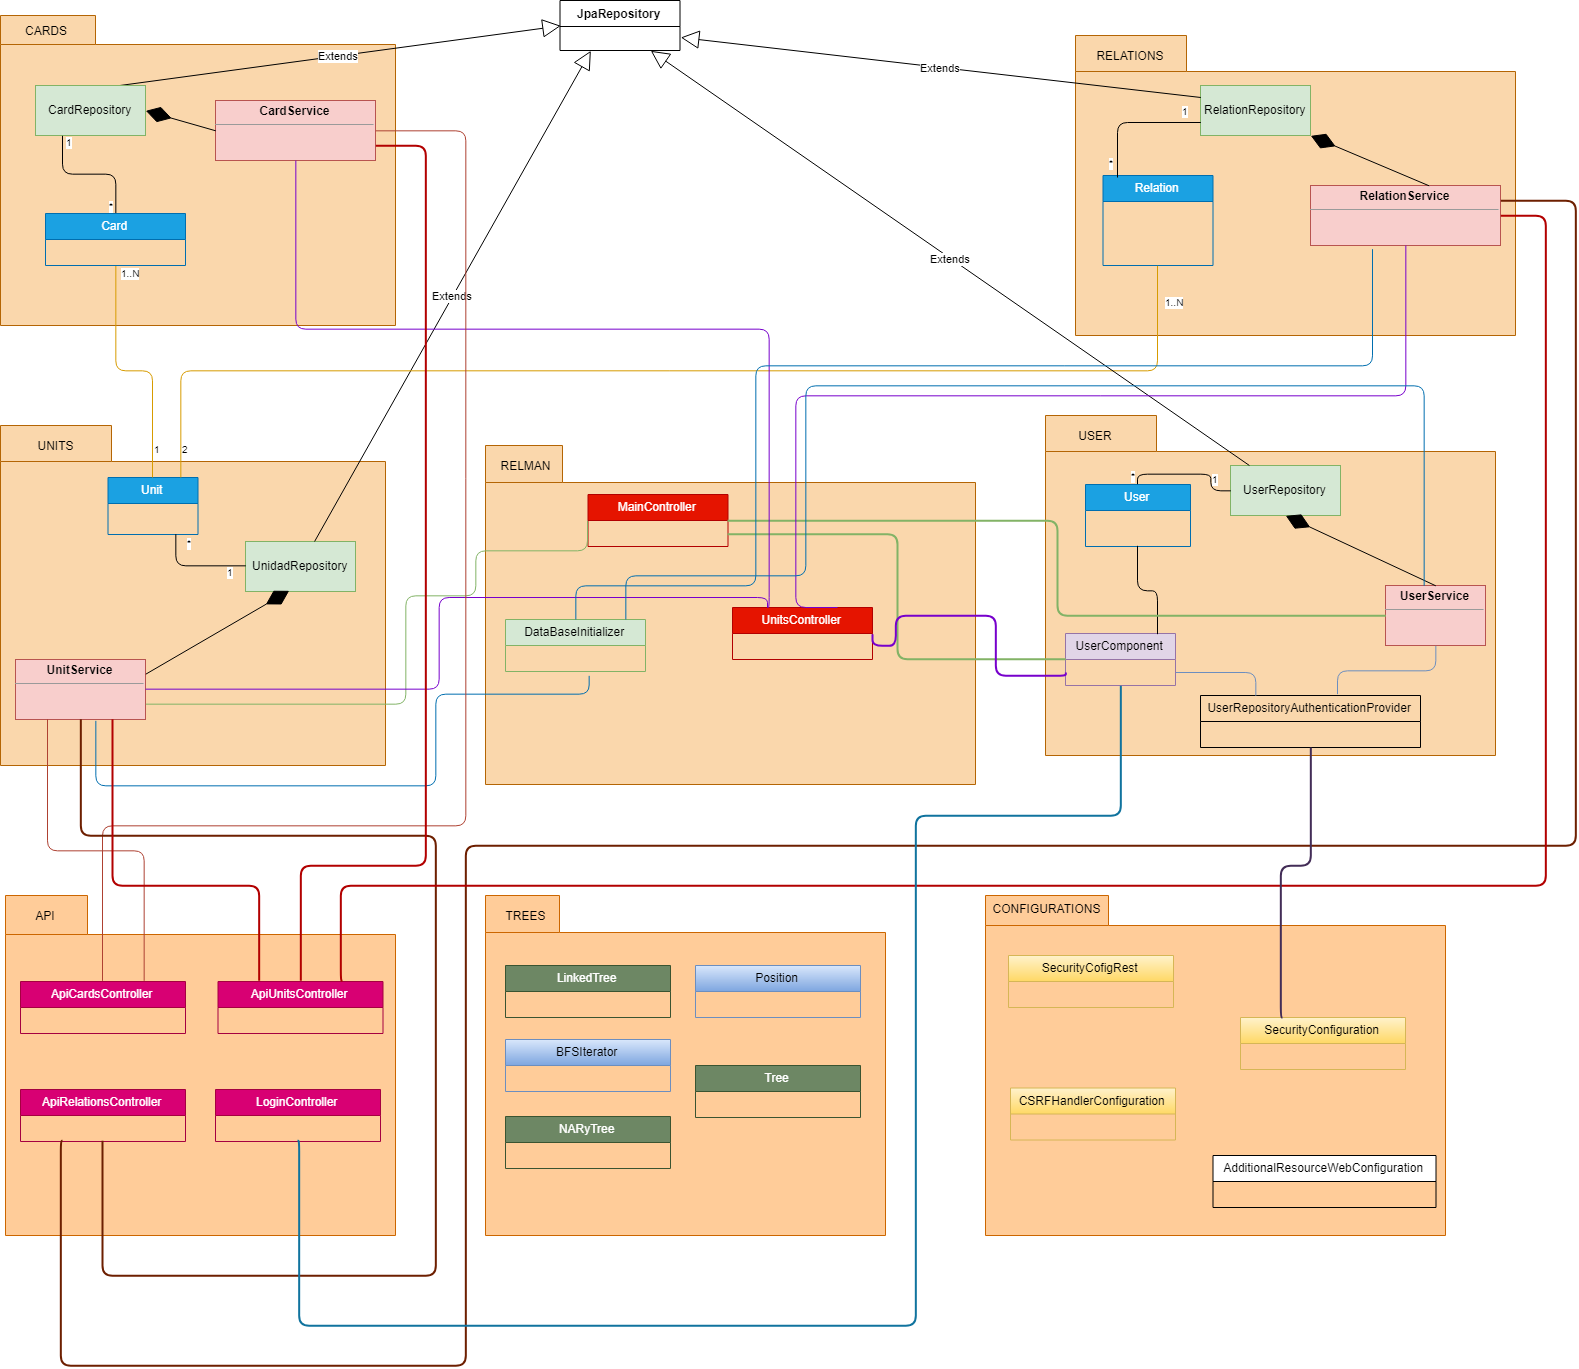 JpaRepository
CARDS
Extends
CardRepository
CardService
1
*
Card
1..N
Extends
RELATIONS
Extends
RelationRepository
1
*
Relation
RelationService
1..N
Extends
UNITS
1
2
Unit
*
1
UnidadRepository
UnitService
RELMAN
MainController
DataBaseInitializer
UnitsController
USER
*
1
User
UserRepository
UserService
UserComponent
UserRepositoryAuthenticationProvider
API
ApiCardsController
ApiUnitsController
ApiRelationsController
LoginController
TREES
LinkedTree
Position
BFSIterator
Tree
NARyTree
CONFIGURATIONS
SecurityCofigRest
SecurityConfiguration
CSRFHandlerConfiguration
AdditionalResourceWebConfiguration